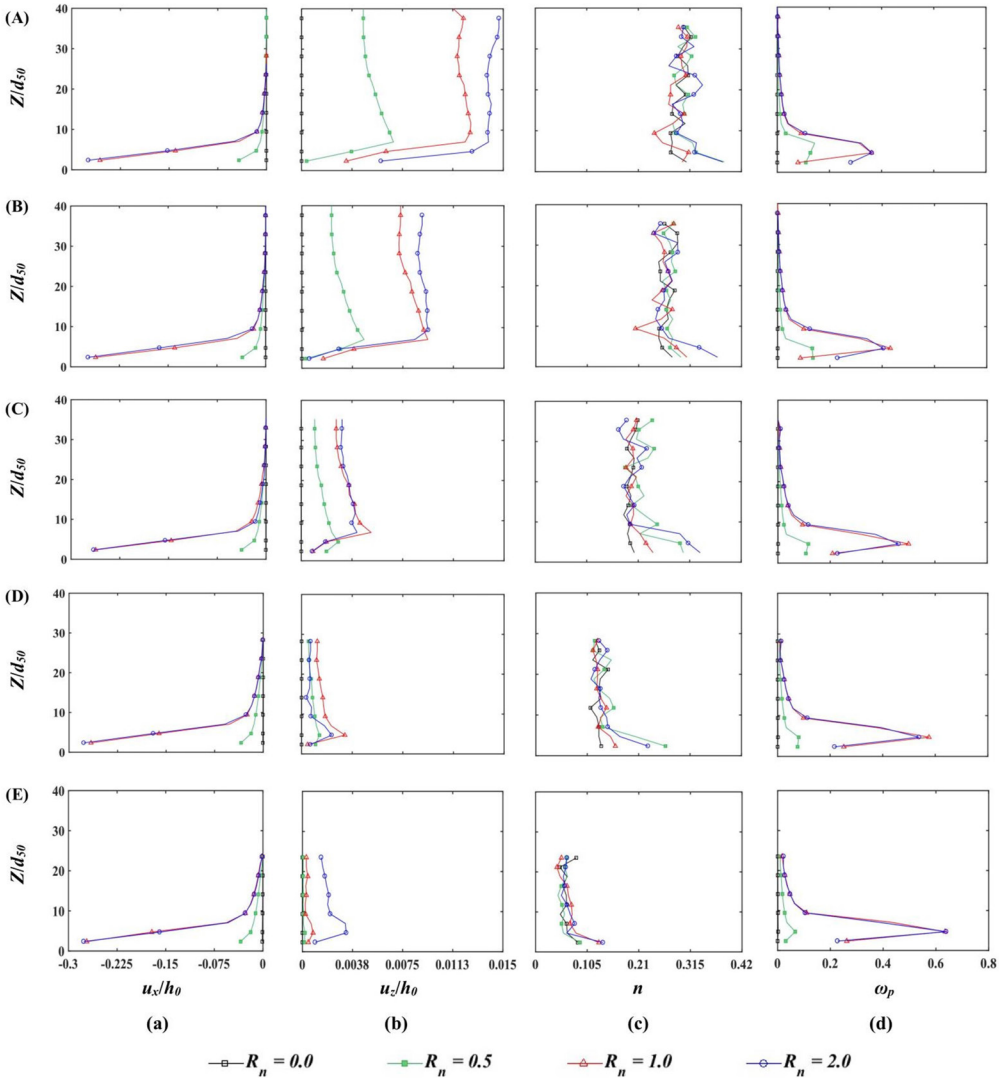 (A)
Z/d50
40
30
20
10
0
(B)
Z/d50
40
30
20
10
0
(C)
Z/d50
40
30
20
10
0
(D)
Z/d50
40
30
20
10
0
(E)
Z/d50
40
30
20
10
0
-0.3 -0.225 -0.15 -0.075 0
0 0.0038 0.0075 0.0113 0.015
0 0.105 0.21 0.315 0.42
0 0.2 0.4 0.6 0.8
ux/h0 uz/h0 n ωp
(a) (b) (c) (d)
Rn = 0.0 Rn = 0.5 Rn = 1.0 Rn = 2.0